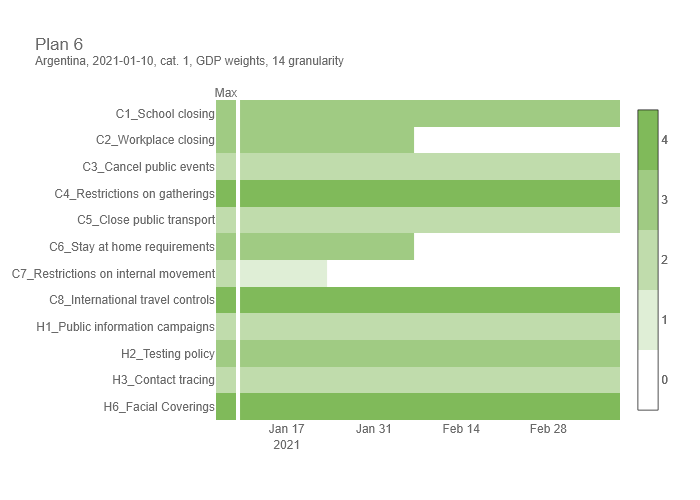 Plan 6
Argentina, 2021-01-10, cat. 1, GDP weights, 14 granularity
Max
C1_School closing
C2_Workplace closing
C3_Cancel public events
C4_Restrictions on gatherings
C5_Close public transport
C6_Stay at home requirements
C7_Restrictions on internal movement
C8_International travel controls
H1_Public information campaigns
H2_Testing policy
H3_Contact tracing
H6_Facial Coverings
Jan 17
2021
Jan 31
Feb 14
Feb 28
4
3
2
1
0